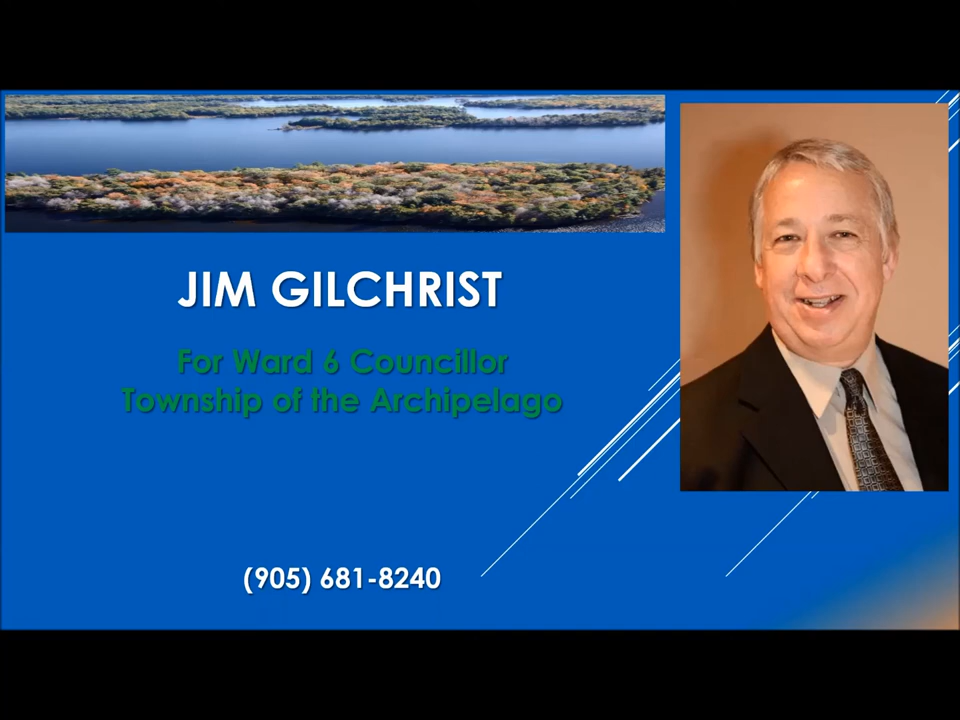 JIM GILCHRIST
For Ward 6 Councillor
Township of the Archipelago
(905) 681-8240